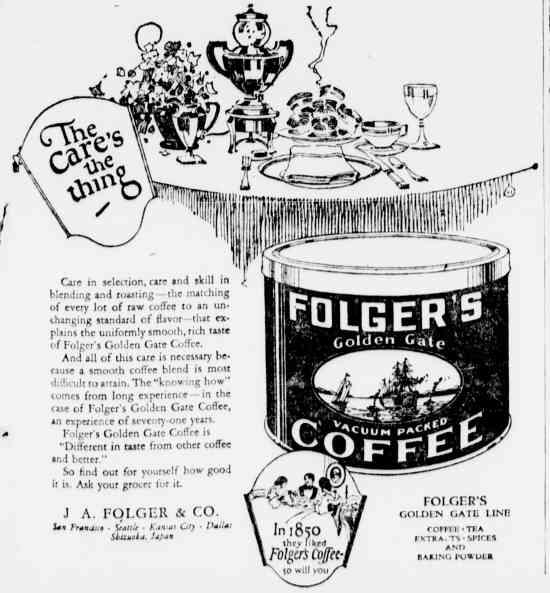 The
Care's
the
thing
Care in selection, care and skill in
blending and roasting—the matching
of every lot of raw coffee to an un-
changing standard of flavor—that ex-
plains the uniformly smooth, rich taste
of Folger's Golden Gate Coffee.
And all of this care is necessary be-
cause a smooth coffee blend is most
difficult to attain. The "knowing how"
comes from long experience—in the
case of Folger's Golden Gate Coffee,
an experience of seventy-one years.
Folger's Golden Gate Coffee is
"Different in taste from other coffee
and better."
So find out for yourself how good
it is. Ask your grocer for it.
J. A. FOLGER & CO.
San Francisco - Seattle - Kansas City - Dallas
Shizuoka, Japan
FOLGER'S
Golden Gate
VACUUM PACKED
COFFEE
In 1850
they liked
Folger's Coffee-
so will you
FOLGER'S
GOLDEN GATE LINE
COFFEE · TEA
EXTRACTS · SPICES
AND
BAKING POWDER